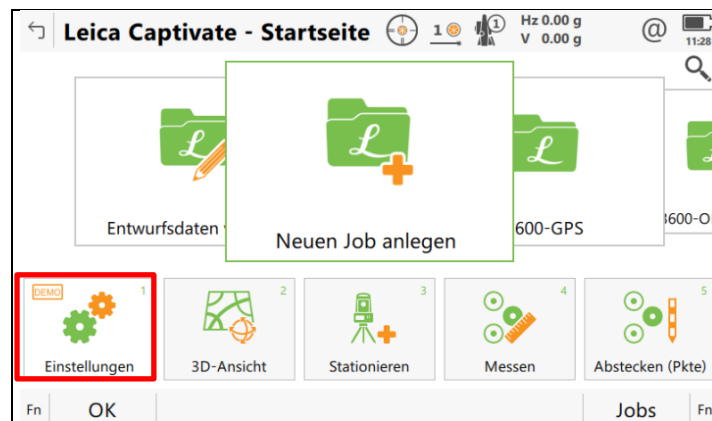 Leica Captivate - Startseite
1
1
Hz 0.00 g
V 0.00 g
@
11:28
L
Entwurfsdaten
L
Neuen Job anlegen
L
600-GPS
600-O
DEMO
1
Einstellungen
2
3D-Ansicht
3
Stationieren
4
Messen
5
Abstecken (Pkte)
Fn
OK
Jobs
Fn